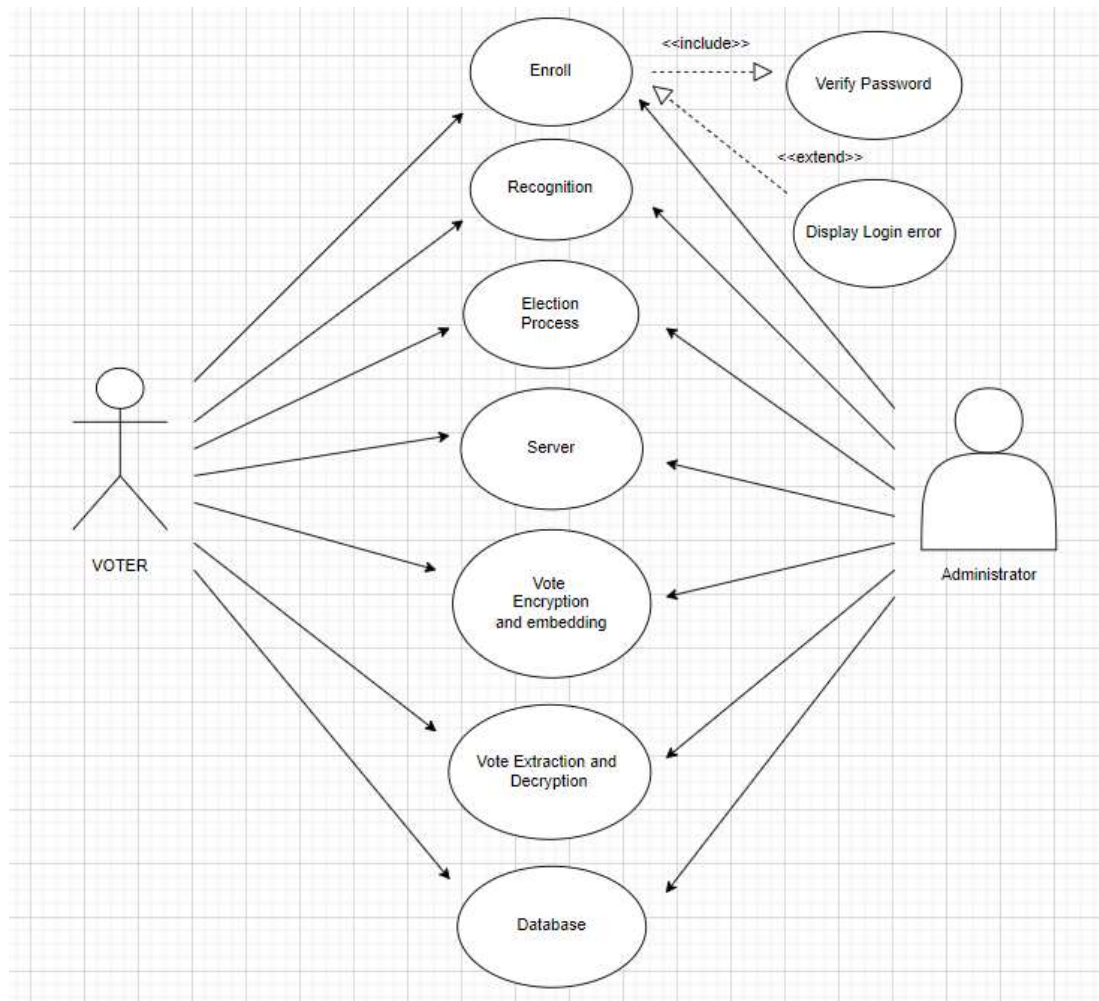 Enroll
<<include>>
Verify Password
<<extend>>
Recognition
Display Login error
Election
Process
Server
VOTER
Administrator
Vote
Encryption
and embedding
Vote Extraction and
Decryption
Database